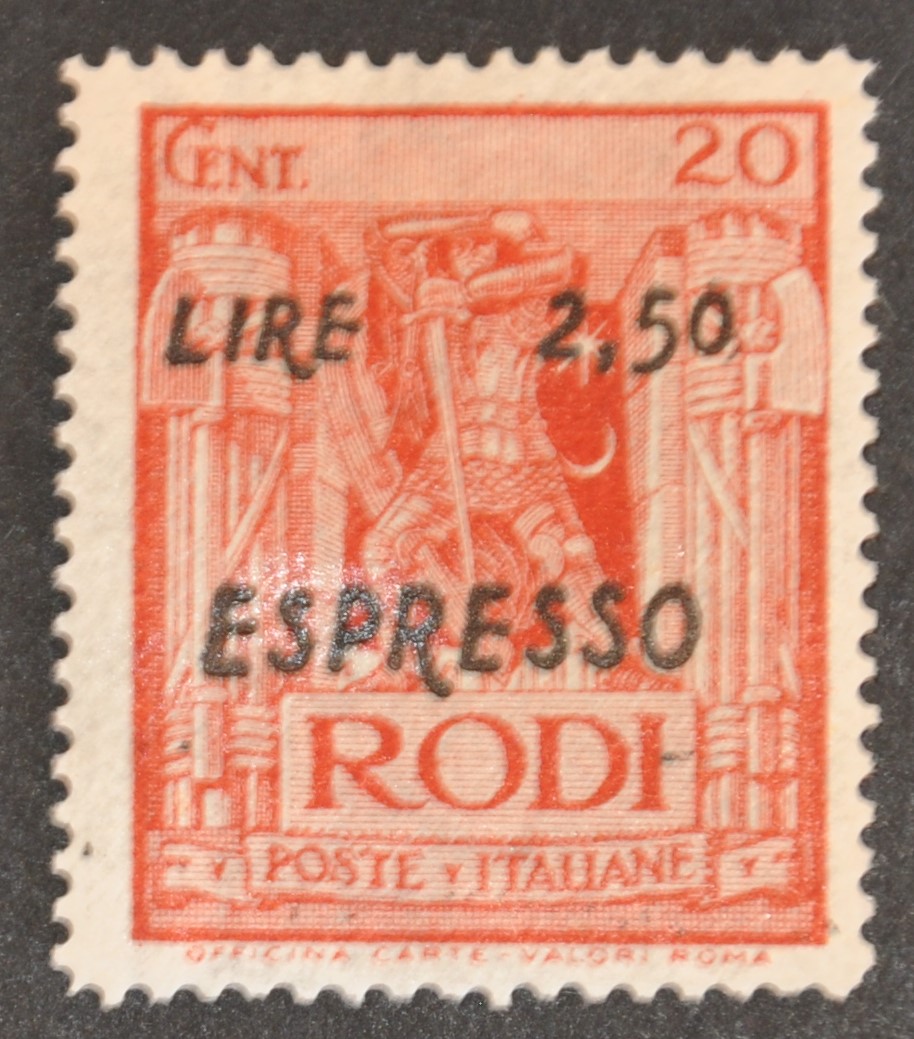 CENT. 20
LIRE 2,50
ESPRESSO
RODI
POSTE ITALIANE
OFFICINA CARTE-VALORI ROMA